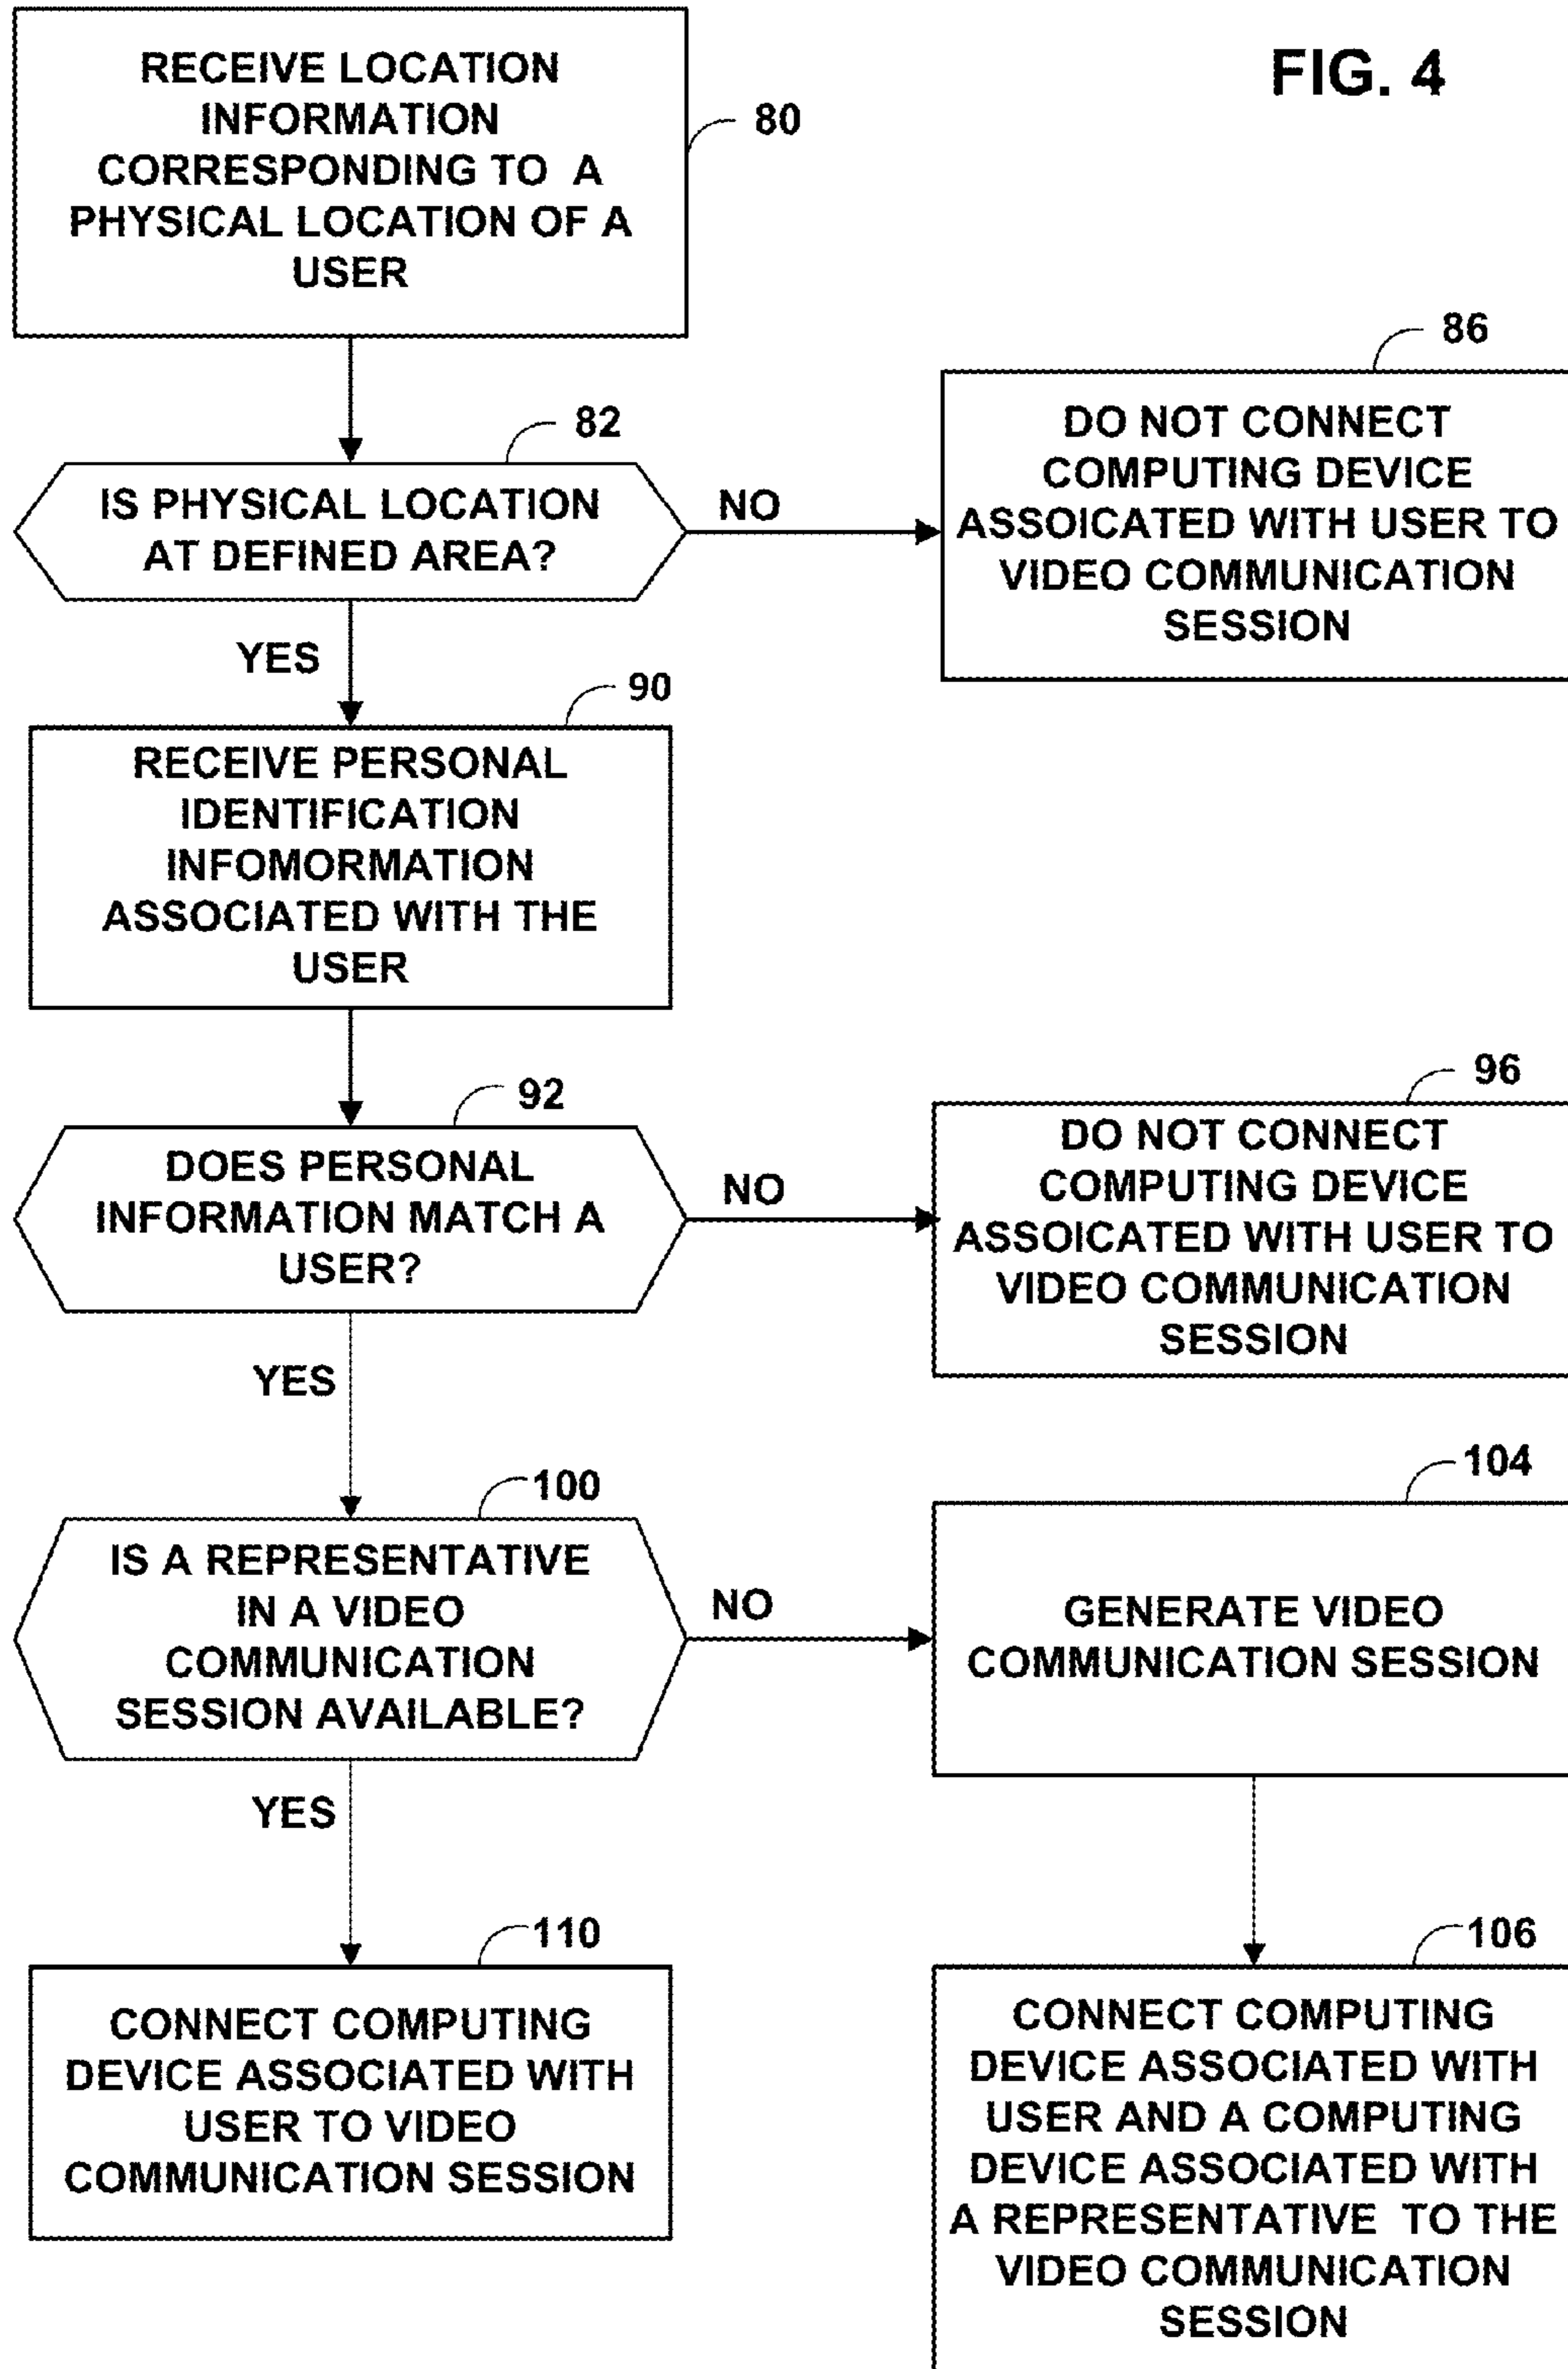 FIG. 4
RECEIVE LOCATION
INFORMATION
CORRESPONDING TO A
PHYSICAL LOCATION OF A
USER
80
82
IS PHYSICAL LOCATION
AT DEFINED AREA?
NO
86
DO NOT CONNECT
COMPUTING DEVICE
ASSOICATED WITH USER TO
VIDEO COMMUNICATION
SESSION
YES
90
RECEIVE PERSONAL
IDENTIFICATION
INFOMORMATION
ASSOCIATED WITH THE
USER
92
DOES PERSONAL
INFORMATION MATCH A
USER?
NO
96
DO NOT CONNECT
COMPUTING DEVICE
ASSOICATED WITH USER TO
VIDEO COMMUNICATION
SESSION
YES
100
IS A REPRESENTATIVE
IN A VIDEO
COMMUNICATION
SESSION AVAILABLE?
NO
104
GENERATE VIDEO
COMMUNICATION SESSION
YES
110
CONNECT COMPUTING
DEVICE ASSOCIATED WITH
USER TO VIDEO
COMMUNICATION SESSION
106
CONNECT COMPUTING
DEVICE ASSOCIATED WITH
USER AND A COMPUTING
DEVICE ASSOCIATED WITH
A REPRESENTATIVE TO THE
VIDEO COMMUNICATION
SESSION